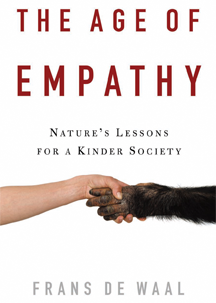 THE AGE OF
EMPATHY
NATURE'S LESSONS
FOR A KINDER SOCIETY
FRANS DE WAAL